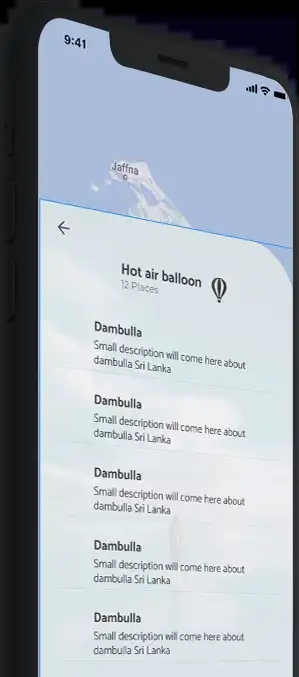 9:41
Jaffna
Hot air balloon
12 Places
Dambulla
Small description will come here about
dambulla Sri Lanka
Dambulla
Small description will come here about
dambulla Sri Lanka
Dambulla
Small description will come here about
dambulla Sri Lanka
Dambulla
Small description will come here about
dambulla Sri Lanka
Dambulla
Small description will come here about
dambulla Sri Lanka